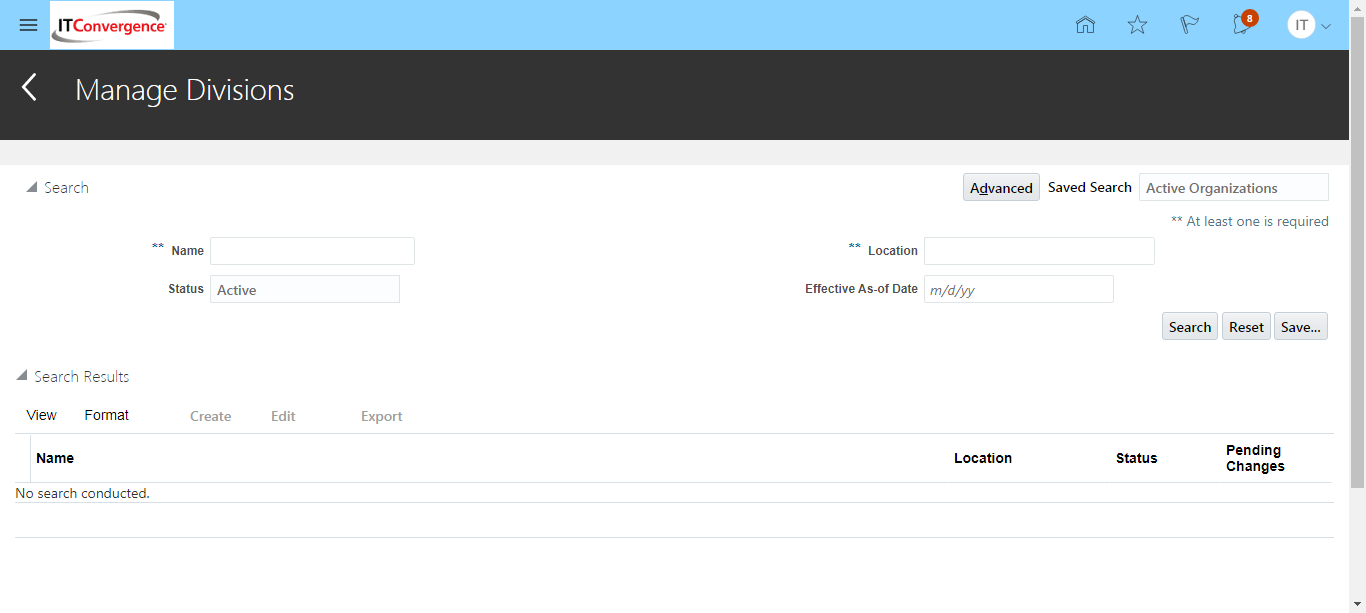 ITConvergence
8
IT
Manage Divisions
Search
Advanced Saved Search Active Organizations
** At least one is required
** Name
** Location
Status Active
Effective As-of Date m/d/yy
Search Reset Save...
Search Results
View Format Create Edit Export
Name Location Status Pending Changes
No search conducted.